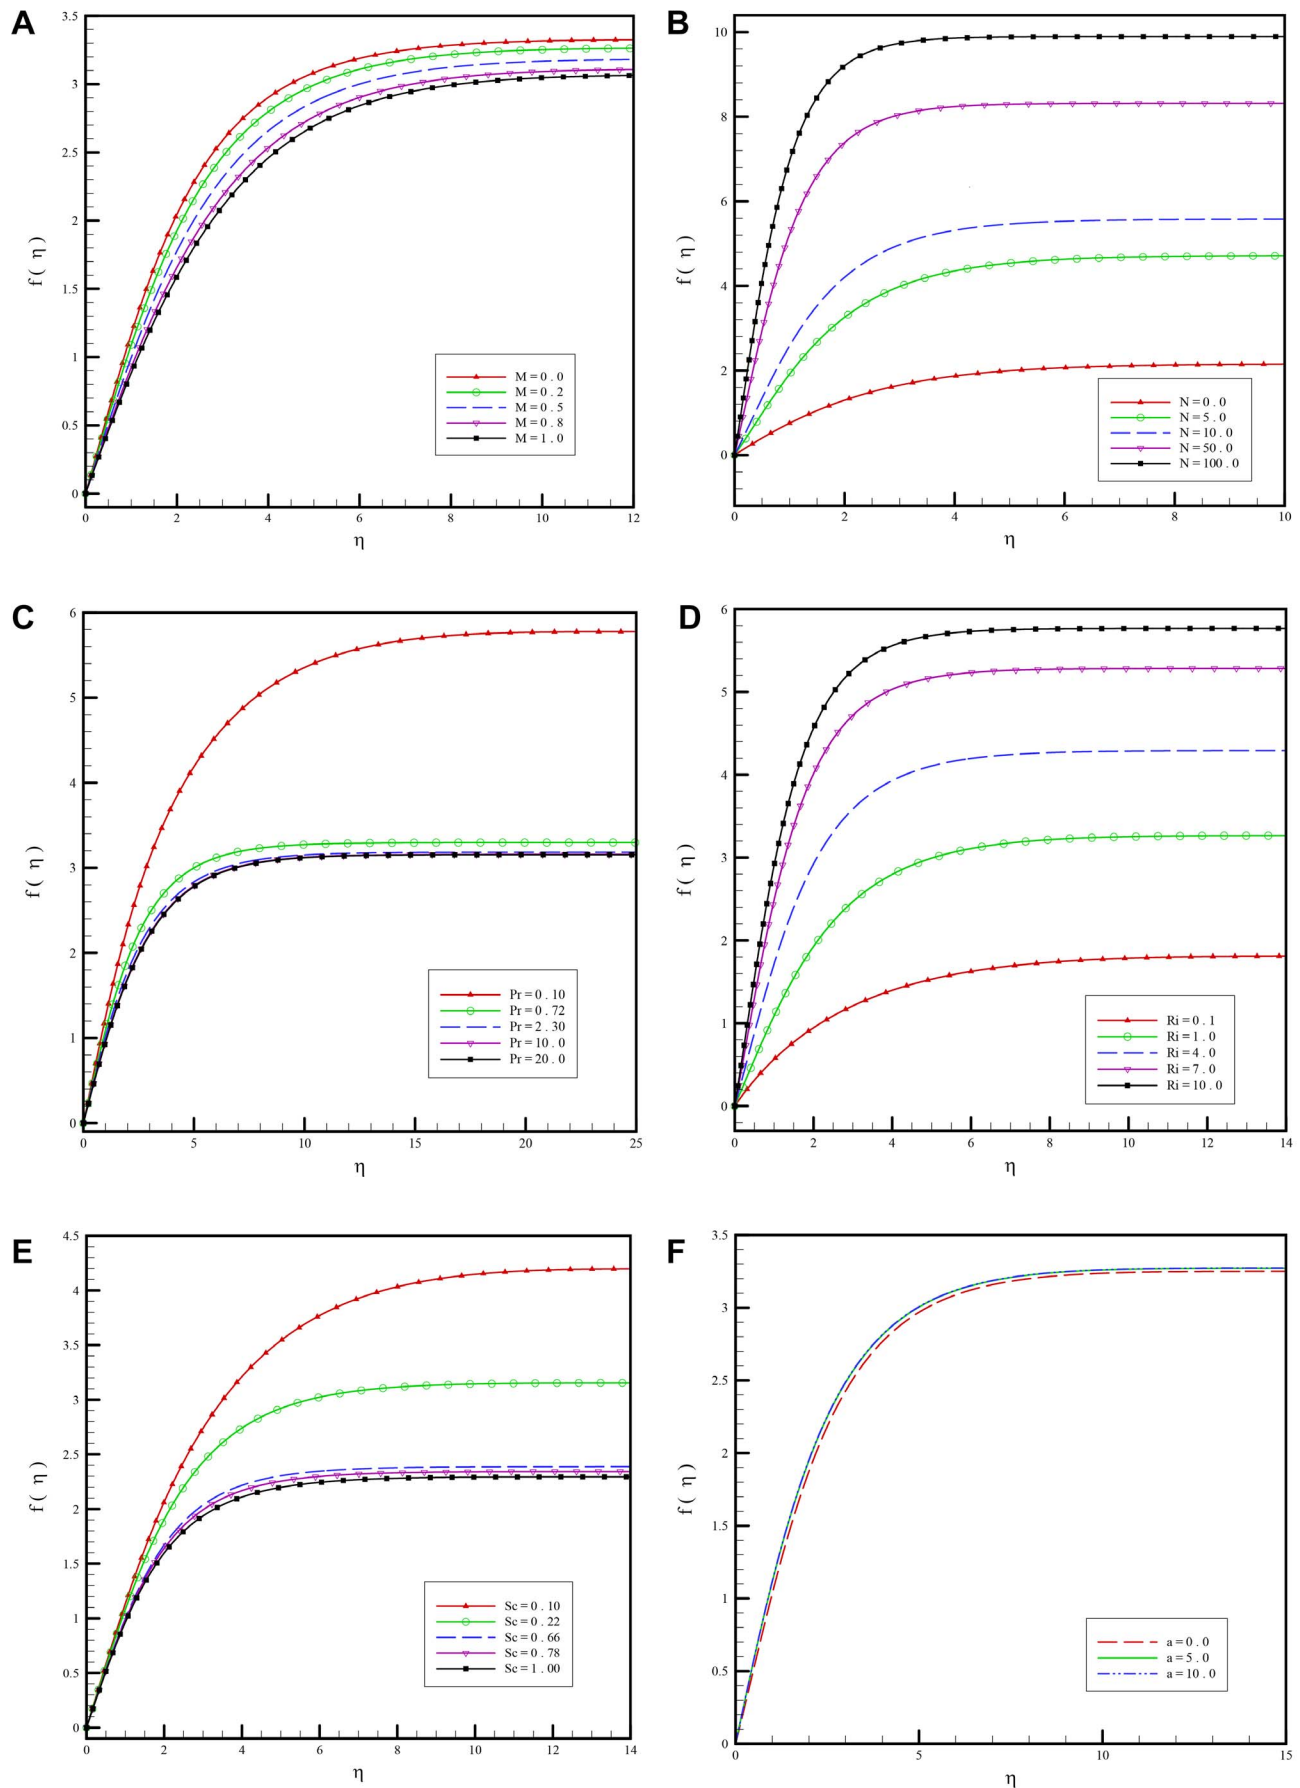 A
3.5
3
2.5
2
1.5
1
0.5
0
f ( η )
0 2 4 6 8 10 12
η
M = 0 . 0
M = 0 . 2
M = 0 . 5
M = 0 . 8
M = 1 . 0
B
10
8
6
4
2
0
f ( η )
0 2 4 6 8 10
η
N = 0 . 0
N = 5 . 0
N = 10 . 0
N = 50 . 0
N = 100 . 0
C
6
5
4
3
2
1
0
f ( η )
0 5 10 15 20 25
η
Pr = 0 . 10
Pr = 0 . 72
Pr = 2 . 30
Pr = 10 . 0
Pr = 20 . 0
D
6
5
4
3
2
1
0
f ( η )
0 2 4 6 8 10 12 14
η
Ri = 0 . 1
Ri = 1 . 0
Ri = 4 . 0
Ri = 7 . 0
Ri = 10 . 0
E
4.5
4
3.5
3
2.5
2
1.5
1
0.5
0
f ( η )
0 2 4 6 8 10 12 14
η
Sc = 0 . 10
Sc = 0 . 22
Sc = 0 . 66
Sc = 0 . 78
Sc = 1 . 00
F
3.5
3
2.5
2
1.5
1
0.5
0
f ( η )
0 5 10 15
η
a = 0 . 0
a = 5 . 0
a = 10 . 0